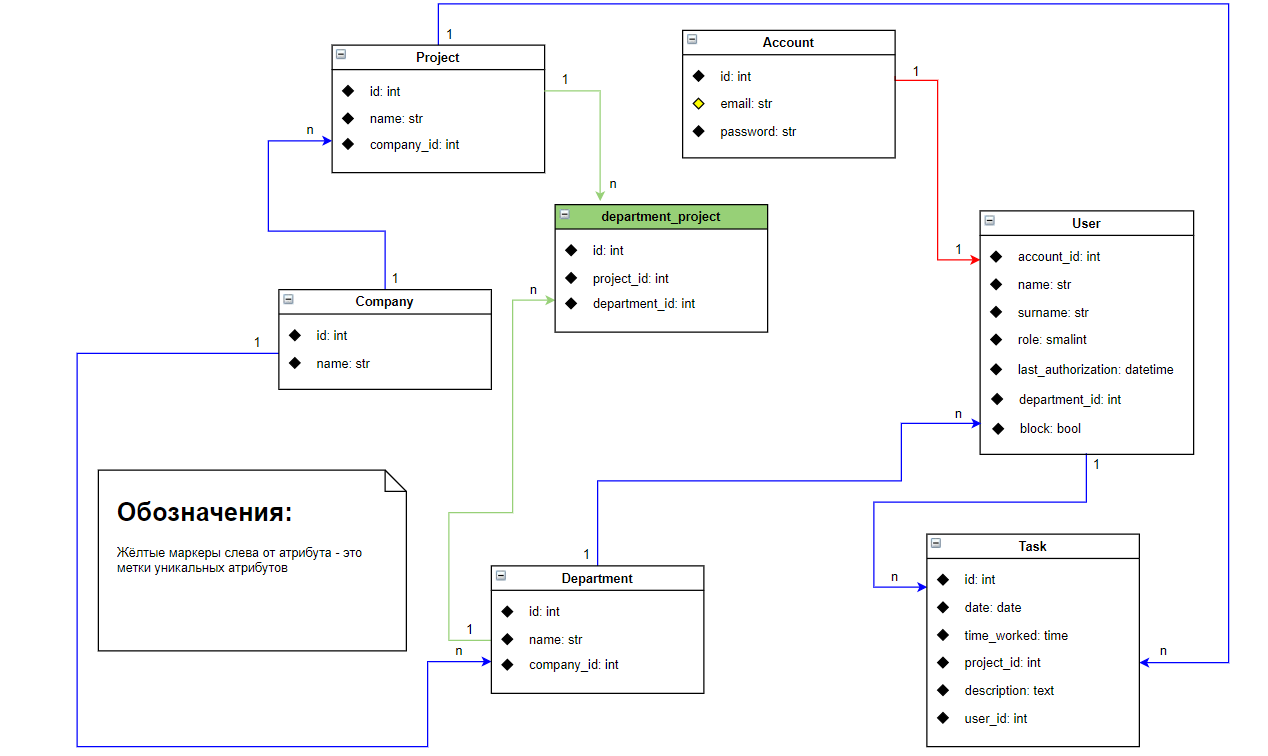 1
Project
id: int
name: str
company_id: int
1
n
n
Account
id: int
email: str
password: str
1
department_project
id: int
project_id: int
department_id: int
n
User
account_id: int
name: str
surname: str
role: smalint
last_authorization: datetime
department_id: int
block: bool
1
n
1
1
Company
id: int
name: str
1
Обозначения:
Жёлтые маркеры слева от атрибута - это
метки уникальных атрибутов
1
Department
id: int
name: str
company_id: int
1
n
Task
id: int
date: date
time_worked: time
project_id: int
description: text
user_id: int
n
n